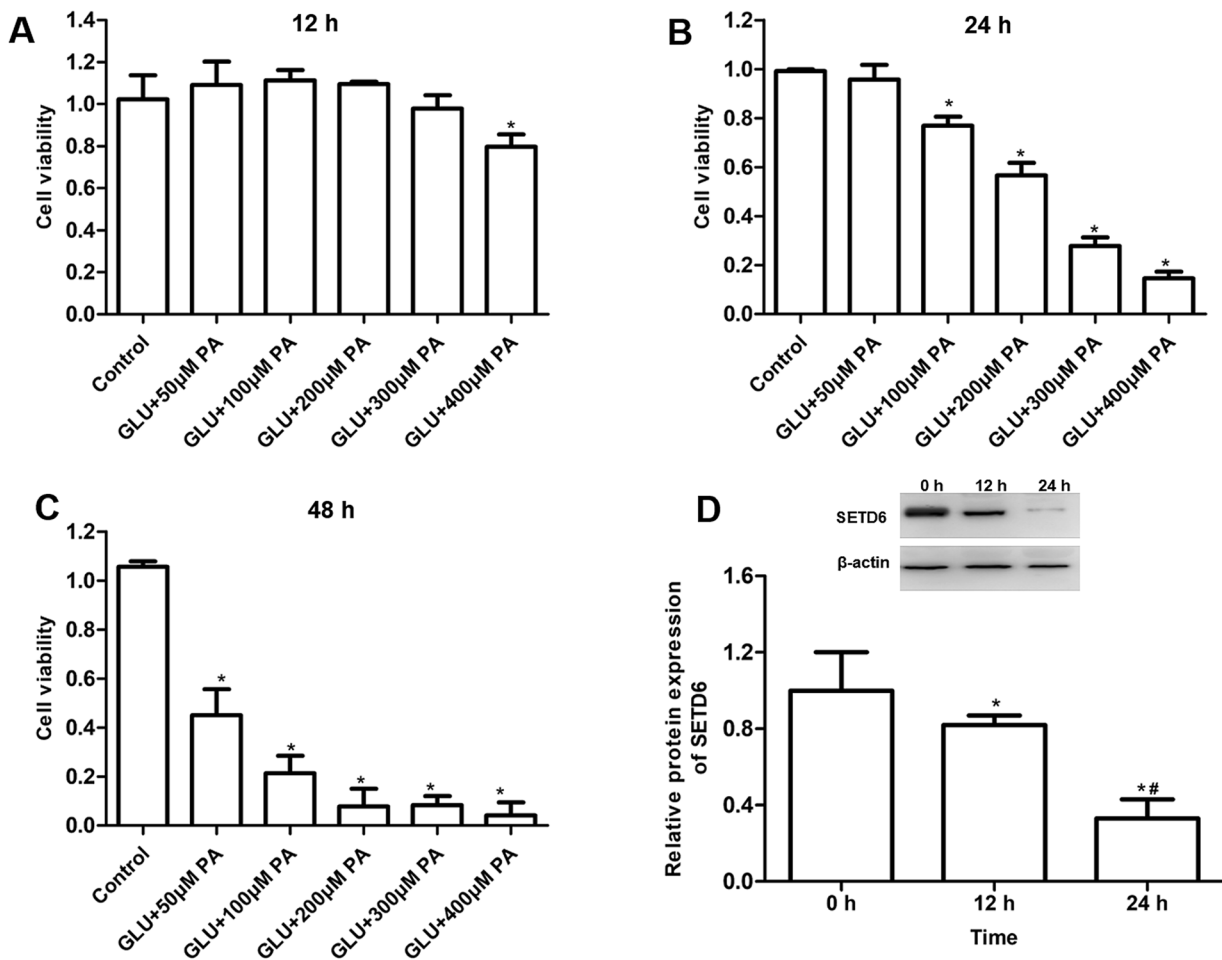 A
12 h
Cell viability
1.4
1.2
1.0
0.8
0.6
0.4
0.2
0.0
*
Control
GLU+50μM PA
GLU+100μM PA
GLU+200μM PA
GLU+300μM PA
GLU+400μM PA
B
24 h
Cell viability
1.2
1.0
0.8
0.6
0.4
0.2
0.0
*
*
*
*
Control
GLU+50μM PA
GLU+100μM PA
GLU+200μM PA
GLU+300μM PA
GLU+400μM PA
C
48 h
Cell viability
1.2
1.0
0.8
0.6
0.4
0.2
0.0
*
*
*
*
*
Control
GLU+50μM PA
GLU+100μM PA
GLU+200μM PA
GLU+300μM PA
GLU+400μM PA
D
0 h 12 h 24 h
SETD6
β-actin
Relative protein expression
of SETD6
1.6
1.2
0.8
0.4
0.0
*
*#
0 h 12 h 24 h
Time